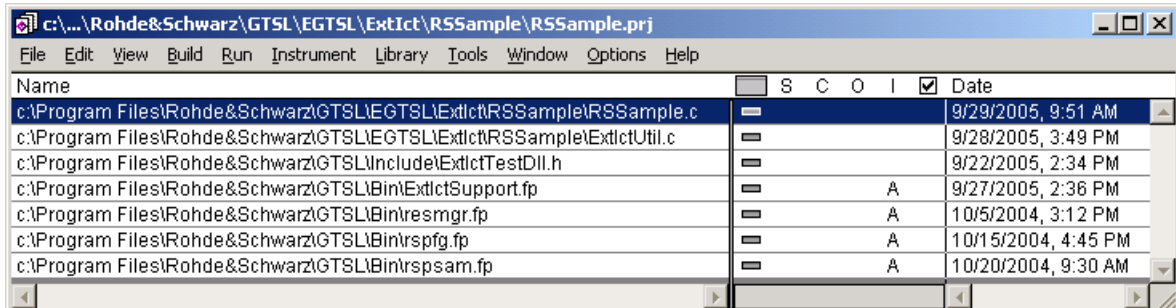 c:\...\Rohde&Schwarz\GTSL\EGTSL\ExtIct\RSSample\RSSample.prj
File Edit View Build Run Instrument Library Tools Window Options Help
Name S C O I Date
c:\Program Files\Rohde&Schwarz\GTSL\EGTSL\ExtIct\RSSample\RSSample.c 9/29/2005, 9:51 AM
c:\Program Files\Rohde&Schwarz\GTSL\EGTSL\ExtIct\RSSample\ExtIctUtil.c 9/28/2005, 3:49 PM
c:\Program Files\Rohde&Schwarz\GTSL\Include\ExtIctTestDll.h 9/22/2005, 2:34 PM
c:\Program Files\Rohde&Schwarz\GTSL\Bin\ExtIctSupport.fp A 9/27/2005, 2:36 PM
c:\Program Files\Rohde&Schwarz\GTSL\Bin\resmgr.fp A 10/5/2004, 3:12 PM
c:\Program Files\Rohde&Schwarz\GTSL\Bin\rspfg.fp A 10/15/2004, 4:45 PM
c:\Program Files\Rohde&Schwarz\GTSL\Bin\rspsam.fp A 10/20/2004, 9:30 AM